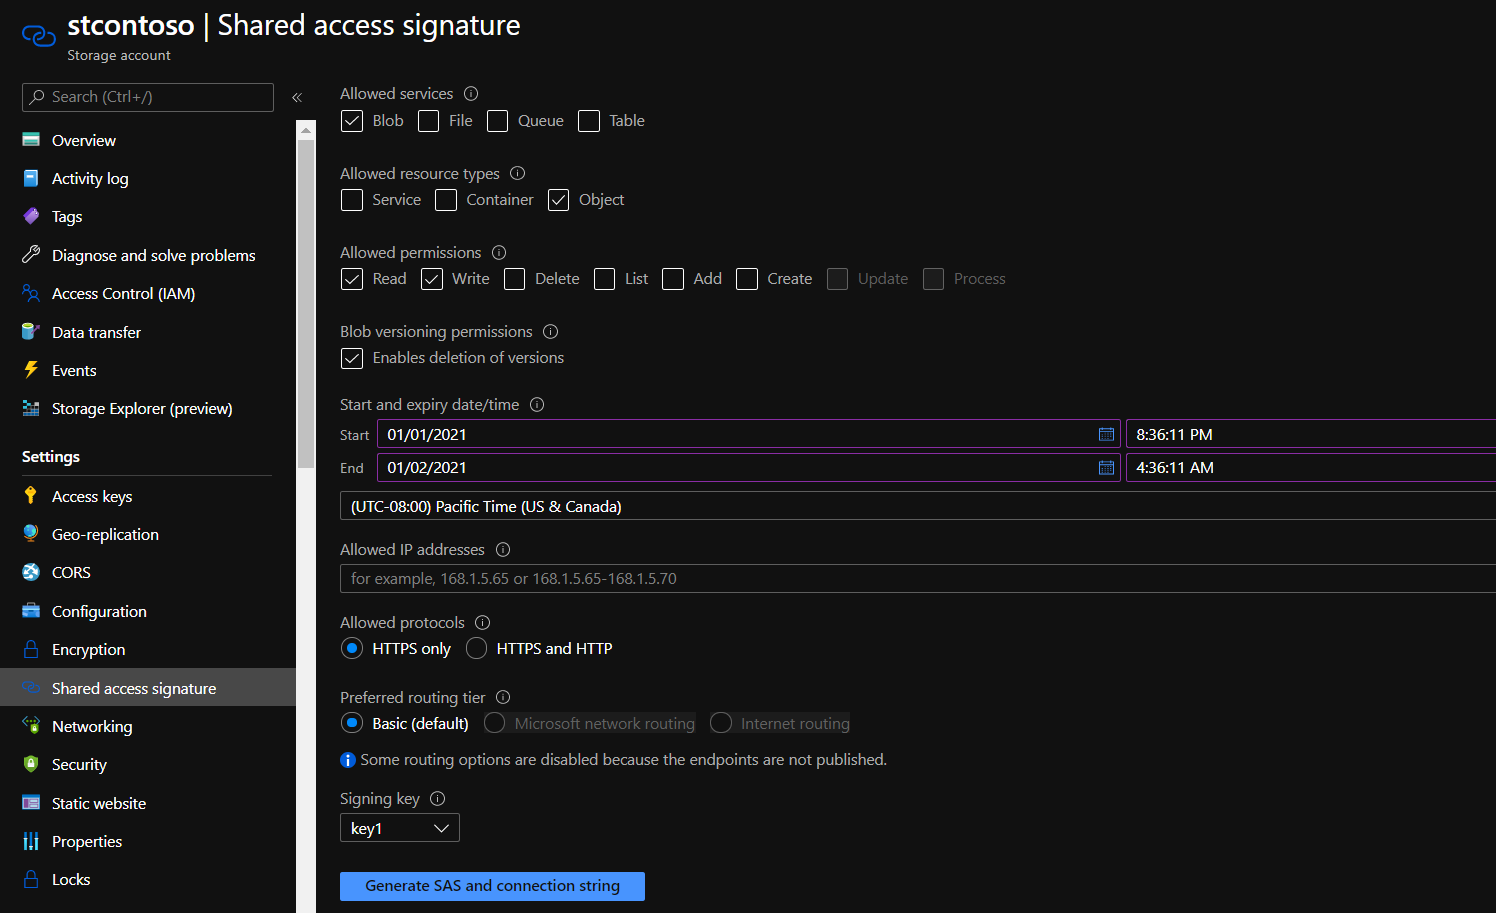 stcontoso | Shared access signature
Storage account
Search (Ctrl+/)
«
Overview
Activity log
Tags
Diagnose and solve problems
Access Control (IAM)
Data transfer
Events
Storage Explorer (preview)
Settings
Access keys
Geo-replication
CORS
Configuration
Encryption
Shared access signature
Networking
Security
Static website
Properties
Locks
Allowed services
Blob File Queue Table
Allowed resource types
Service Container Object
Allowed permissions
Read Write Delete List Add Create Update Process
Blob versioning permissions
Enables deletion of versions
Start and expiry date/time
Start 01/01/2021 8:36:11 PM
End 01/02/2021 4:36:11 AM
(UTC-08:00) Pacific Time (US & Canada)
Allowed IP addresses
for example, 168.1.5.65 or 168.1.5.65-168.1.5.70
Allowed protocols
HTTPS only HTTPS and HTTP
Preferred routing tier
Basic (default) Microsoft network routing Internet routing
Some routing options are disabled because the endpoints are not published.
Signing key
key1
Generate SAS and connection string